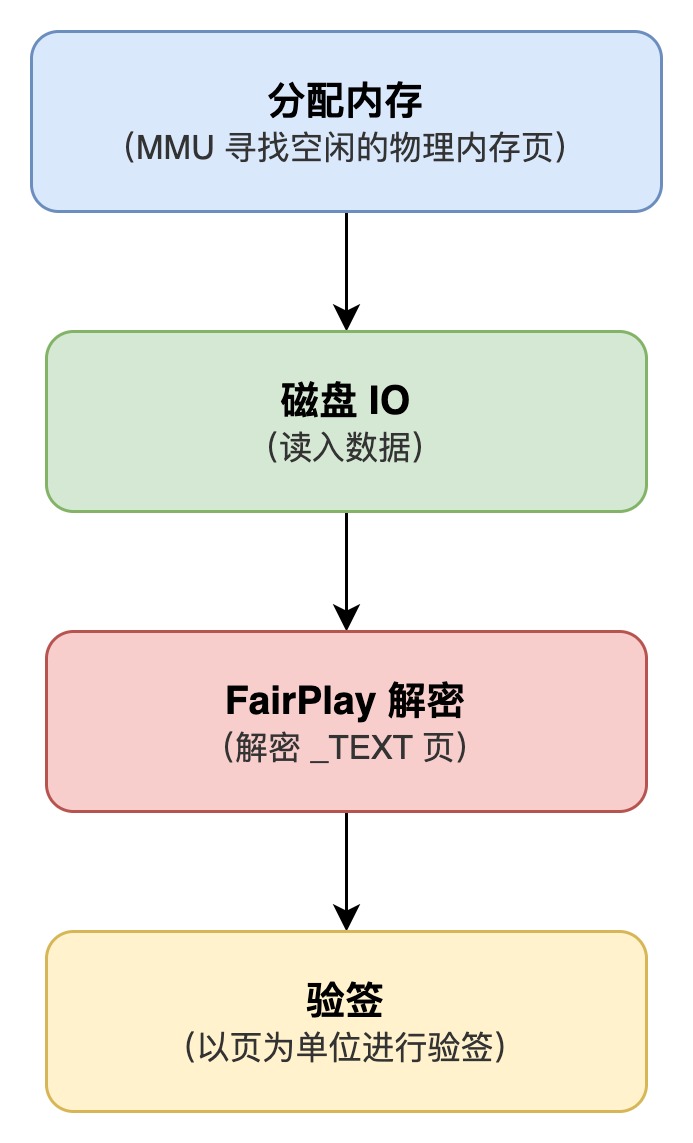 分配内存
(MMU 寻找空闲的物理内存页)
磁盘 IO
(读入数据)
FairPlay 解密
(解密 _TEXT 页)
验签
(以页为单位进行验签)